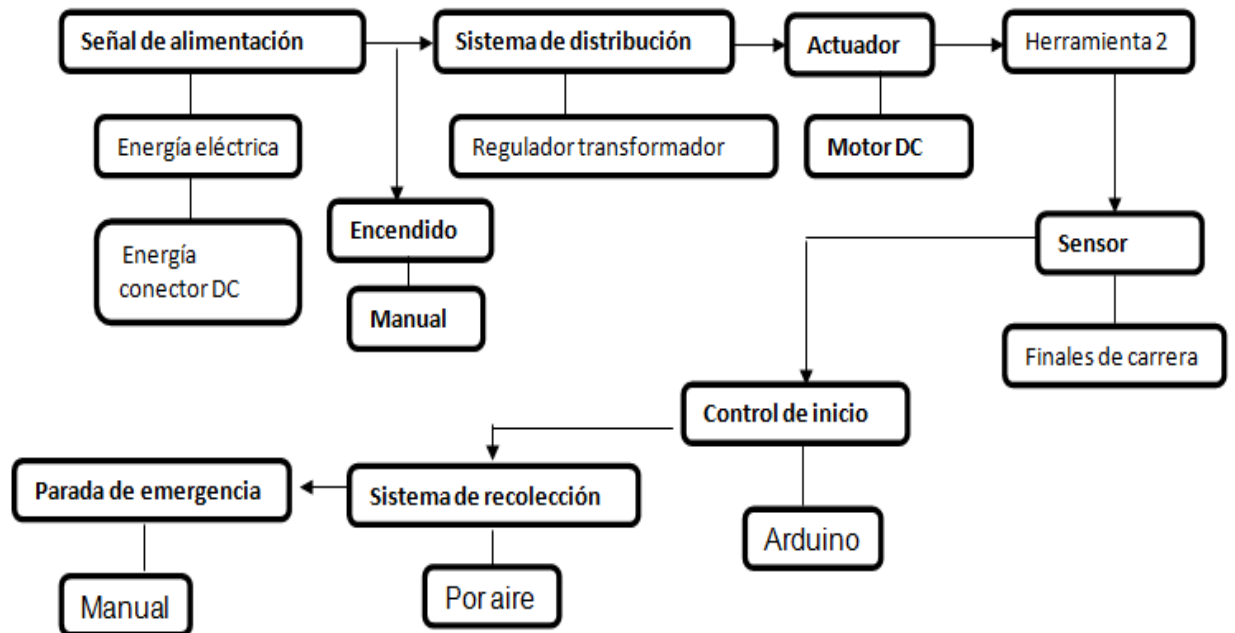 Señal de alimentación
Sistema de distribución
Actuador
Herramienta 2
Energía eléctrica
Regulador transformador
Motor DC
Encendido
Sensor
Energía
conector DC
Manual
Finales de carrera
Control de inicio
Parada de emergencia
Sistema de recolección
Arduino
Manual
Por aire